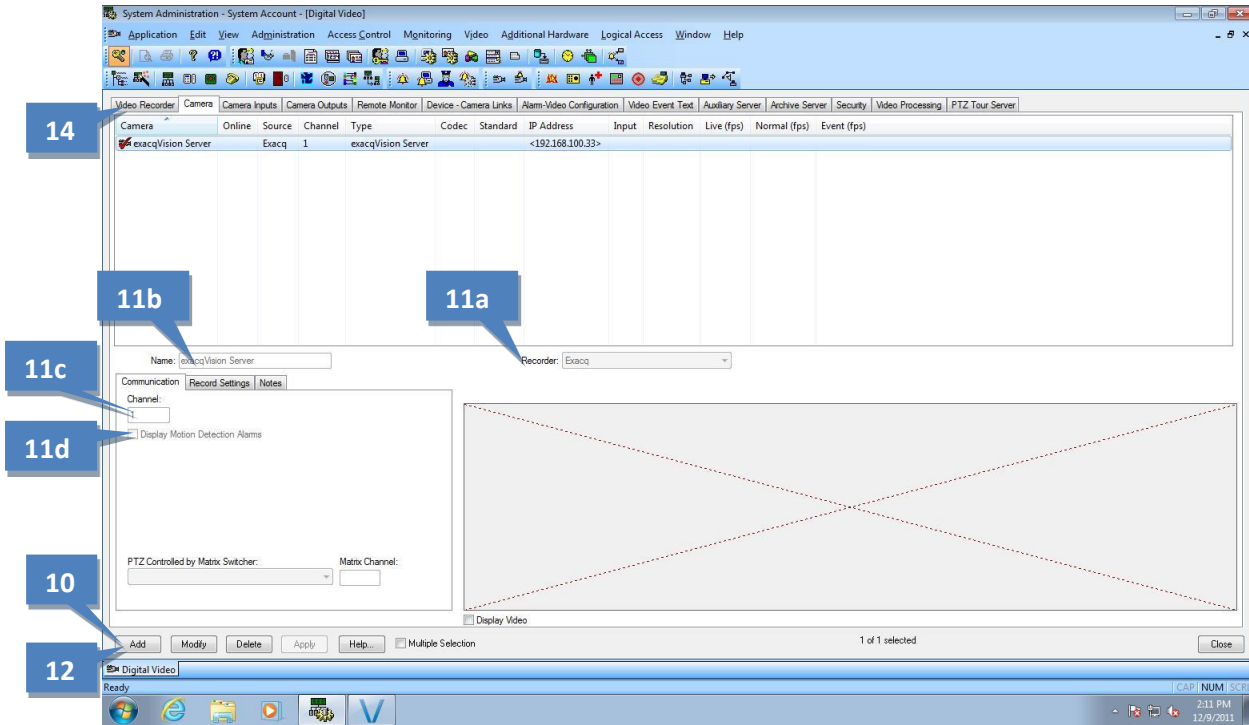 System Administration - System Account - [Digital Video]
Application Edit View Administration Access Control Monitoring Video Additional Hardware Logical Access Window Help
14
Video Recorder Camera Camera Inputs Camera Outputs Remote Monitor Device - Camera Links Alarm-Video Configuration Video Event Text Auxiliary Server Archive Server Security Video Processing PTZ Tour Server
Camera Online Source Channel Type Codec Standard IP Address Input Resolution Live (fps) Normal (fps) Event (fps)
exacqVision Server Exacq 1 exacqVision Server <192.168.100.33>
11b 11a
Name: exacqVision Server Recorder: Exacq
11c
Communication Record Settings Notes
Channel:
1
11d
Display Motion Detection Alarms
PTZ Controlled by Matrix Switcher: Matrix Channel:
10
Display Video
Add Modify Delete Apply Help... Multiple Selection 1 of 1 selected Close
12
Digital Video
Ready CAP NUM SCRL
2:11 PM
12/9/2011